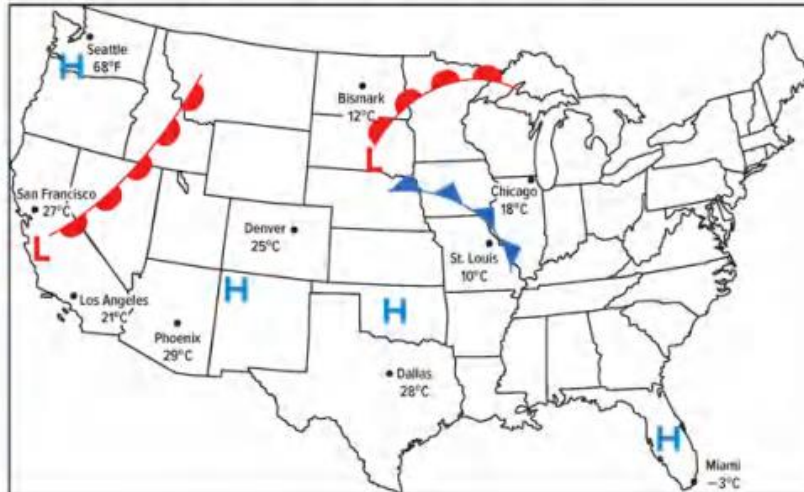 Seattle
H
68°F
Bismark
12°C
L
San Francisco
27°C
L
Chicago
18°C
Denver
25°C
St. Louis
10°C
H
Los Angeles
21°C
H
Phoenix
29°C
Dallas
28°C
H
Miami
−3°C